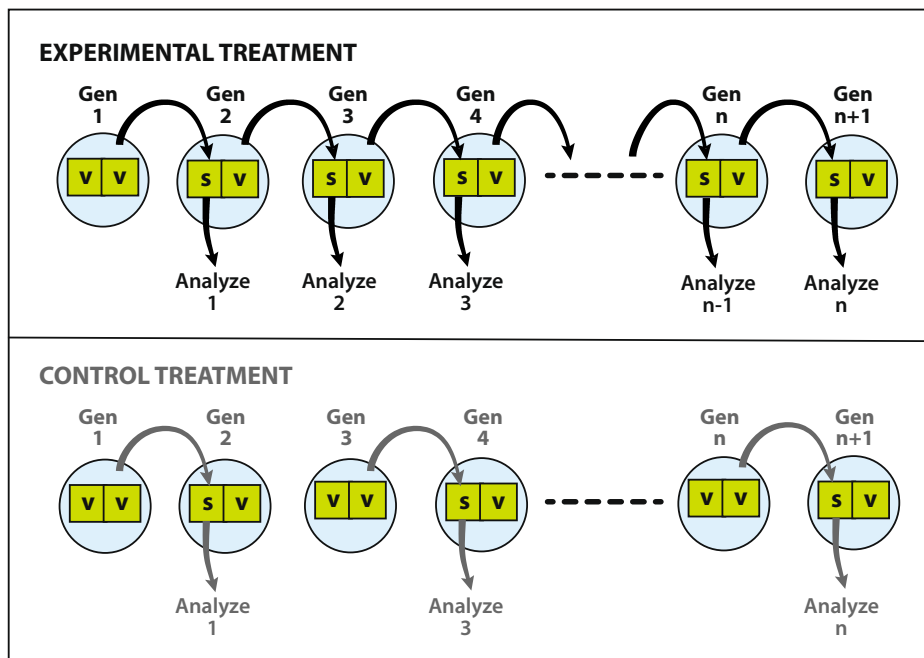 EXPERIMENTAL TREATMENT
Gen Gen Gen Gen Gen Gen
1 2 3 4 n n+1
v v s v s v s v s v s v
Analyze Analyze Analyze Analyze Analyze
1 2 3 n-1 n
CONTROL TREATMENT
Gen Gen Gen Gen Gen Gen
1 2 3 4 n n+1
v v s v v v s v v v s v
Analyze Analyze Analyze
1 3 n